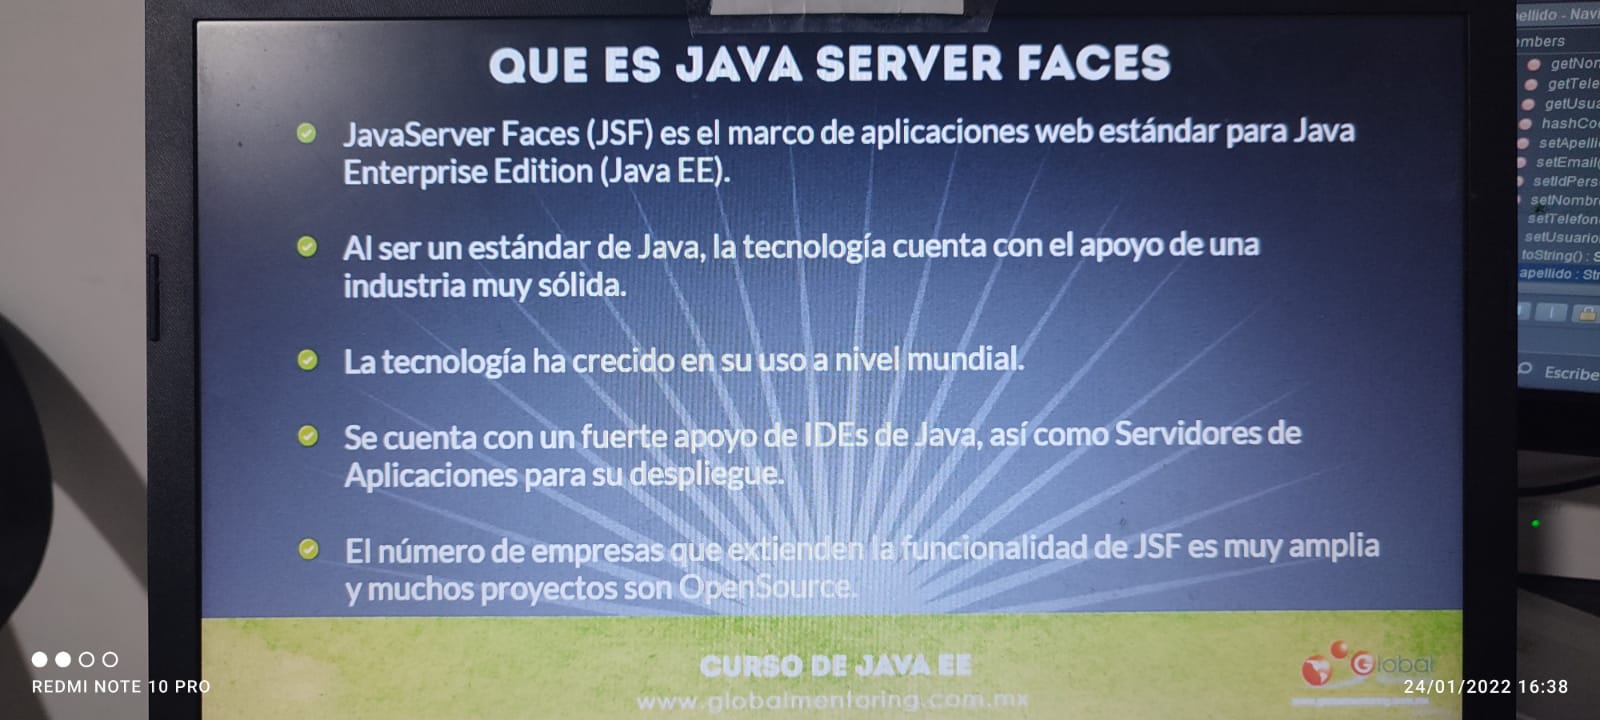 QUE ES JAVA SERVER FACES
JavaServer Faces (JSF) es el marco de aplicaciones web estándar para Java
Enterprise Edition (Java EE).
Al ser un estándar de Java, la tecnología cuenta con el apoyo de una
industria muy sólida.
La tecnología ha crecido en su uso a nivel mundial.
Se cuenta con un fuerte apoyo de IDEs de Java, así como Servidores de
Aplicaciones para su despliegue.
El número de empresas que extienden la funcionalidad de JSF es muy amplia
y muchos proyectos son OpenSource.
CURSO DE JAVA EE
www.globalmentoring.com.mx
Global
ellido - Navi
mbers
getNom
getTele
getUsua
hashCo
setApelli
setEmail(
setIdPers
setNombr
setTelefon
setUsuario
toString() : S
apellido : Str
Escribe
REDMI NOTE 10 PRO
24/01/2022 16:38